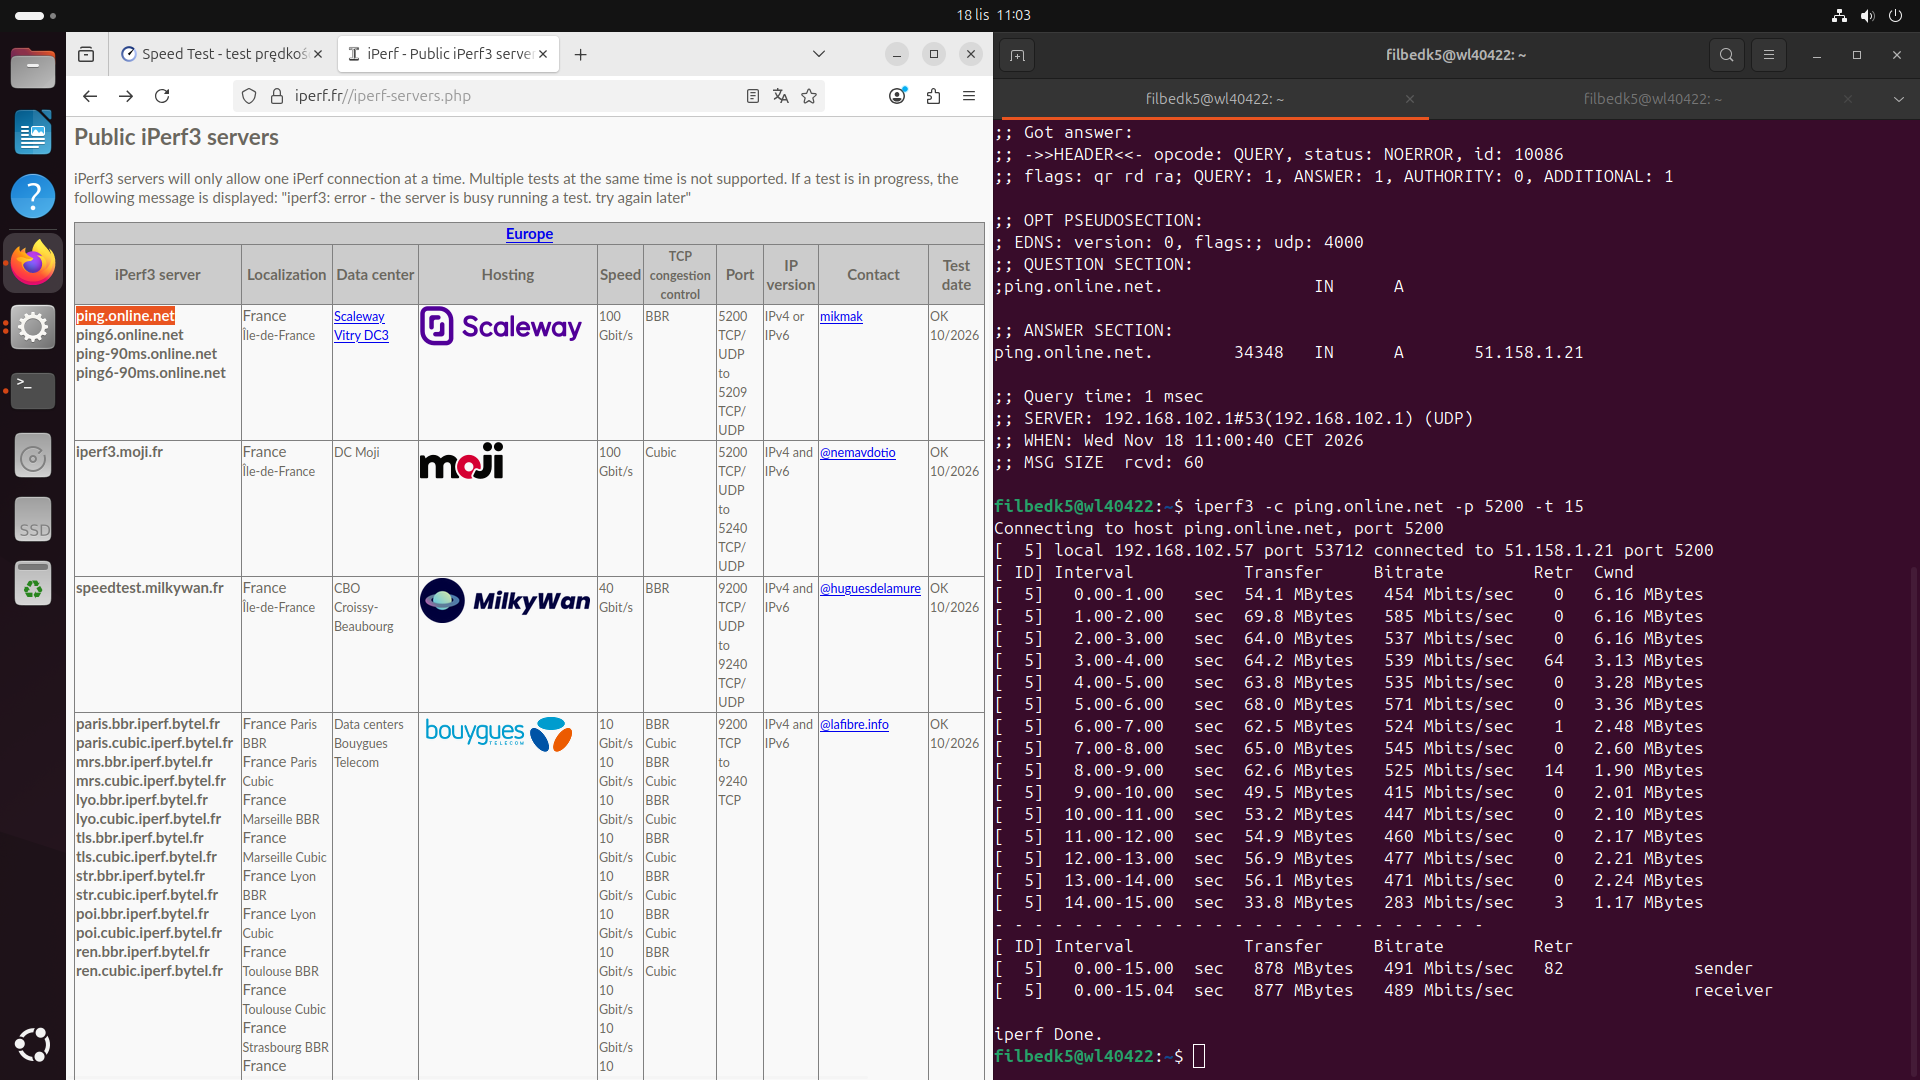 18 lis 11:03
Speed Test - test prędkoś
iPerf - Public iPerf3 server
iperf.fr//iperf-servers.php
Public iPerf3 servers
iPerf3 servers will only allow one iPerf connection at a time. Multiple tests at the same time is not supported. If a test is in progress, the
following message is displayed: "iperf3: error - the server is busy running a test. try again later"
Europe
iPerf3 server Localization Data center Hosting Speed TCP congestion control Port IP version Contact Test date
ping.online.net
ping6.online.net
ping-90ms.online.net
ping6-90ms.online.net
France
Île-de-France
Scaleway
Vitry DC3
Scaleway
100
Gbit/s
BBR
5200
TCP/
UDP
to
5209
TCP/
UDP
IPv4 or
IPv6
mikmak
OK
10/2026
iperf3.moji.fr
France
Île-de-France
DC Moji
moji
100
Gbit/s
Cubic
5200
TCP/
UDP
to
5240
TCP/
UDP
IPv4 and
IPv6
@nemavdotio
OK
10/2026
speedtest.milkywan.fr
France
Île-de-France
CBO
Croissy-
Beaubourg
MilkyWan
40
Gbit/s
BBR
9200
TCP/
UDP
to
9240
TCP/
UDP
IPv4 and
IPv6
@huguesdelamure
OK
10/2026
paris.bbr.iperf.bytel.fr
paris.cubic.iperf.bytel.fr
mrs.bbr.iperf.bytel.fr
mrs.cubic.iperf.bytel.fr
lyo.bbr.iperf.bytel.fr
lyo.cubic.iperf.bytel.fr
tls.bbr.iperf.bytel.fr
tls.cubic.iperf.bytel.fr
str.bbr.iperf.bytel.fr
str.cubic.iperf.bytel.fr
poi.bbr.iperf.bytel.fr
poi.cubic.iperf.bytel.fr
ren.bbr.iperf.bytel.fr
ren.cubic.iperf.bytel.fr
France Paris
BBR
France Paris
Cubic
France
Marseille BBR
France
Marseille Cubic
France Lyon
BBR
France Lyon
Cubic
France
Toulouse BBR
France
Toulouse Cubic
France
Strasbourg BBR
France
Data centers
Bouygues
Telecom
bouygues
TELECOM
10
Gbit/s
10
Gbit/s
10
Gbit/s
10
Gbit/s
10
Gbit/s
10
Gbit/s
10
Gbit/s
10
Gbit/s
10
Gbit/s
10
BBR
Cubic
BBR
Cubic
BBR
Cubic
BBR
Cubic
BBR
Cubic
BBR
Cubic
BBR
Cubic
9200
TCP
to
9240
TCP
IPv4 and
IPv6
@lafibre.info
OK
10/2026
SSD
filbedk5@wl40422: ~
filbedk5@wl40422: ~
filbedk5@wl40422: ~
;; Got answer:
;; ->>HEADER<<- opcode: QUERY, status: NOERROR, id: 10086
;; flags: qr rd ra; QUERY: 1, ANSWER: 1, AUTHORITY: 0, ADDITIONAL: 1
;; OPT PSEUDOSECTION:
; EDNS: version: 0, flags:; udp: 4000
;; QUESTION SECTION:
;ping.online.net. IN A
;; ANSWER SECTION:
ping.online.net. 34348 IN A 51.158.1.21
;; Query time: 1 msec
;; SERVER: 192.168.102.1#53(192.168.102.1) (UDP)
;; WHEN: Wed Nov 18 11:00:40 CET 2026
;; MSG SIZE rcvd: 60
filbedk5@wl40422:~$ iperf3 -c ping.online.net -p 5200 -t 15
Connecting to host ping.online.net, port 5200
[ 5] local 192.168.102.57 port 53712 connected to 51.158.1.21 port 5200
[ ID] Interval Transfer Bitrate Retr Cwnd
[ 5] 0.00-1.00 sec 54.1 MBytes 454 Mbits/sec 0 6.16 MBytes
[ 5] 1.00-2.00 sec 69.8 MBytes 585 Mbits/sec 0 6.16 MBytes
[ 5] 2.00-3.00 sec 64.0 MBytes 537 Mbits/sec 0 6.16 MBytes
[ 5] 3.00-4.00 sec 64.2 MBytes 539 Mbits/sec 64 3.13 MBytes
[ 5] 4.00-5.00 sec 63.8 MBytes 535 Mbits/sec 0 3.28 MBytes
[ 5] 5.00-6.00 sec 68.0 MBytes 571 Mbits/sec 0 3.36 MBytes
[ 5] 6.00-7.00 sec 62.5 MBytes 524 Mbits/sec 1 2.48 MBytes
[ 5] 7.00-8.00 sec 65.0 MBytes 545 Mbits/sec 0 2.60 MBytes
[ 5] 8.00-9.00 sec 62.6 MBytes 525 Mbits/sec 14 1.90 MBytes
[ 5] 9.00-10.00 sec 49.5 MBytes 415 Mbits/sec 0 2.01 MBytes
[ 5] 10.00-11.00 sec 53.2 MBytes 447 Mbits/sec 0 2.10 MBytes
[ 5] 11.00-12.00 sec 54.9 MBytes 460 Mbits/sec 0 2.17 MBytes
[ 5] 12.00-13.00 sec 56.9 MBytes 477 Mbits/sec 0 2.21 MBytes
[ 5] 13.00-14.00 sec 56.1 MBytes 471 Mbits/sec 0 2.24 MBytes
[ 5] 14.00-15.00 sec 33.8 MBytes 283 Mbits/sec 3 1.17 MBytes
- - - - - - - - - - - - - - - - - - - - - - - - -
[ ID] Interval Transfer Bitrate Retr
[ 5] 0.00-15.00 sec 878 MBytes 491 Mbits/sec 82 sender
[ 5] 0.00-15.04 sec 877 MBytes 489 Mbits/sec receiver
iperf Done.
filbedk5@wl40422:~$